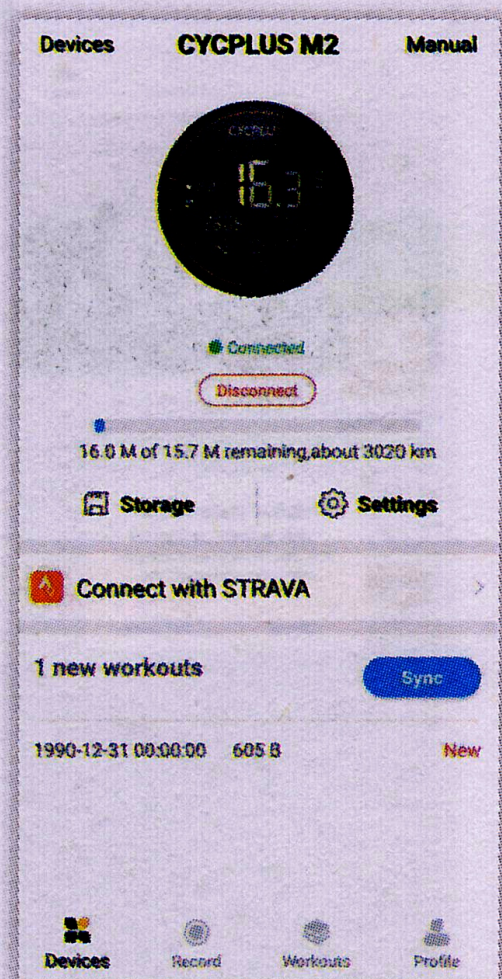 Devices CYCPLUS M2 Manual
CYCPLU
16.3
Connected
Disconnect
16.0 M of 15.7 M remaining,about 3020 km
Storage Settings
Connect with STRAVA
1 new workouts Sync
1990-12-31 00:00:00 605 B New
Devices Record Workouts Profile